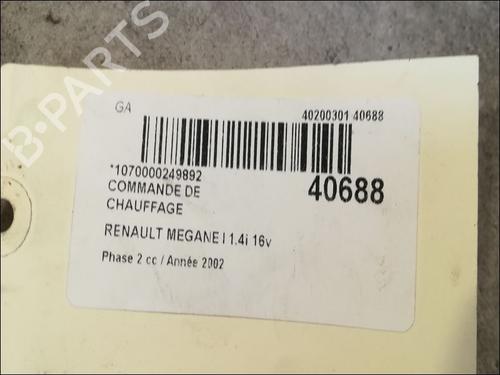 GA
40200301 40688
*1070000249892
COMMANDE DE
CHAUFFAGE
40688
RENAULT MEGANE I 1.4i 16v
Phase 2 cc / Année 2002
B-PARTS